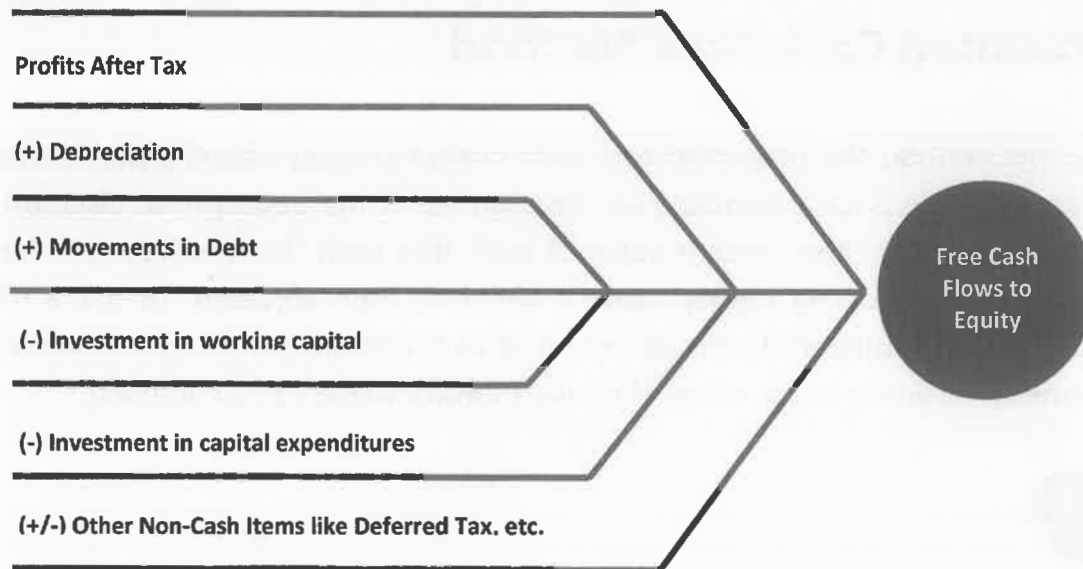 Profits After Tax
(+) Depreciation
(+) Movements in Debt
(-) Investment in working capital
(-) Investment in capital expenditures
(+/-) Other Non-Cash Items like Deferred Tax. etc.
Free Cash
Flows to
Equity